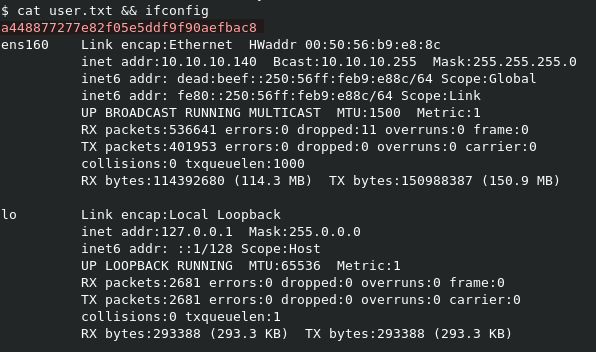 $ cat user.txt && ifconfig
a448877277e82f05e5ddf9f90aefbac8
ens160    Link encap:Ethernet  HWaddr 00:50:56:b9:e8:8c
          inet addr:10.10.10.140  Bcast:10.10.10.255  Mask:255.255.255.0
          inet6 addr: dead:beef::250:56ff:feb9:e88c/64 Scope:Global
          inet6 addr: fe80::250:56ff:feb9:e88c/64 Scope:Link
          UP BROADCAST RUNNING MULTICAST  MTU:1500  Metric:1
          RX packets:536641 errors:0 dropped:11 overruns:0 frame:0
          TX packets:401953 errors:0 dropped:0 overruns:0 carrier:0
          collisions:0 txqueuelen:1000
          RX bytes:114392680 (114.3 MB)  TX bytes:150988387 (150.9 MB)

lo        Link encap:Local Loopback
          inet addr:127.0.0.1  Mask:255.0.0.0
          inet6 addr: ::1/128 Scope:Host
          UP LOOPBACK RUNNING  MTU:65536  Metric:1
          RX packets:2681 errors:0 dropped:0 overruns:0 frame:0
          TX packets:2681 errors:0 dropped:0 overruns:0 carrier:0
          collisions:0 txqueuelen:1
          RX bytes:293388 (293.3 KB)  TX bytes:293388 (293.3 KB)